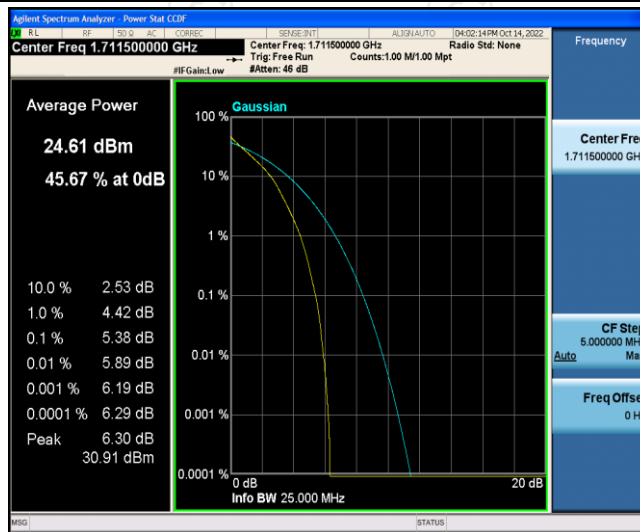 Agilent Spectrum Analyzer - Power Stat CCDF
RL RF 50 Ω AC CORREC SENSE:INT ALIGNAUTO 04:02:14 PM Oct 14, 2022
Center Freq 1.711500000 GHz
Center Freq: 1.711500000 GHz Radio Std: None
Trig: Free Run Counts:1.00 M/1.00 Mpt
#IFGain:Low #Atten: 46 dB
Frequency
Average Power
24.61 dBm
45.67 % at 0dB
10.0 % 2.53 dB
1.0 % 4.42 dB
0.1 % 5.38 dB
0.01 % 5.89 dB
0.001 % 6.19 dB
0.0001 % 6.29 dB
Peak 6.30 dB
30.91 dBm
Gaussian
100 %
10 %
1 %
0.1 %
0.01 %
0.001 %
0.0001 %
0 dB 20 dB
Info BW 25.000 MHz
Center Fre
1.711500000 GH
CF Step
5.000000 MH
Auto Ma
Freq Offse
0 H
MSG STATUS